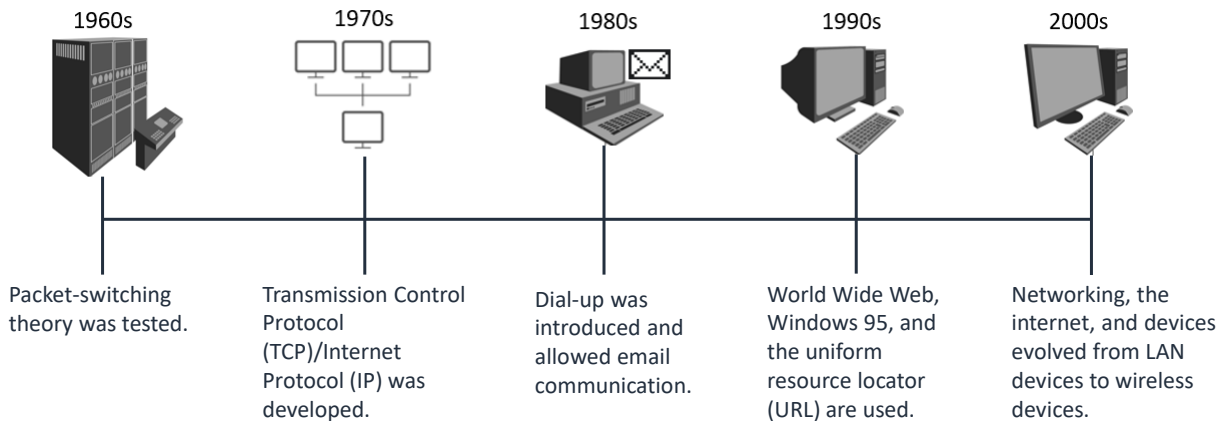 1960s
1970s
1980s
1990s
2000s
Packet-switching
theory was tested.
Transmission Control
Protocol
(TCP)/Internet
Protocol (IP) was
developed.
Dial-up was
introduced and
allowed email
communication.
World Wide Web,
Windows 95, and
the uniform
resource locator
(URL) are used.
Networking, the
internet, and devices
evolved from LAN
devices to wireless
devices.